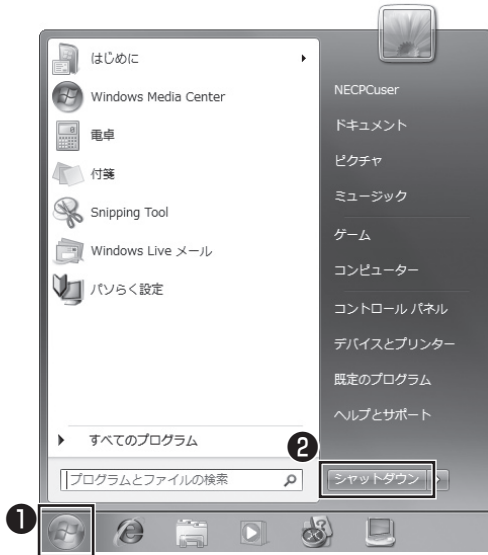 はじめに
Windows Media Center
電卓
付箋
Snipping Tool
Windows Live メール
パソらく設定
すべてのプログラム
プログラムとファイルの検索
NECPCuser
ドキュメント
ピクチャ
ミュージック
ゲーム
コンピューター
コントロール パネル
デバイスとプリンター
既定のプログラム
ヘルプとサポート
❷
シャットダウン
❶